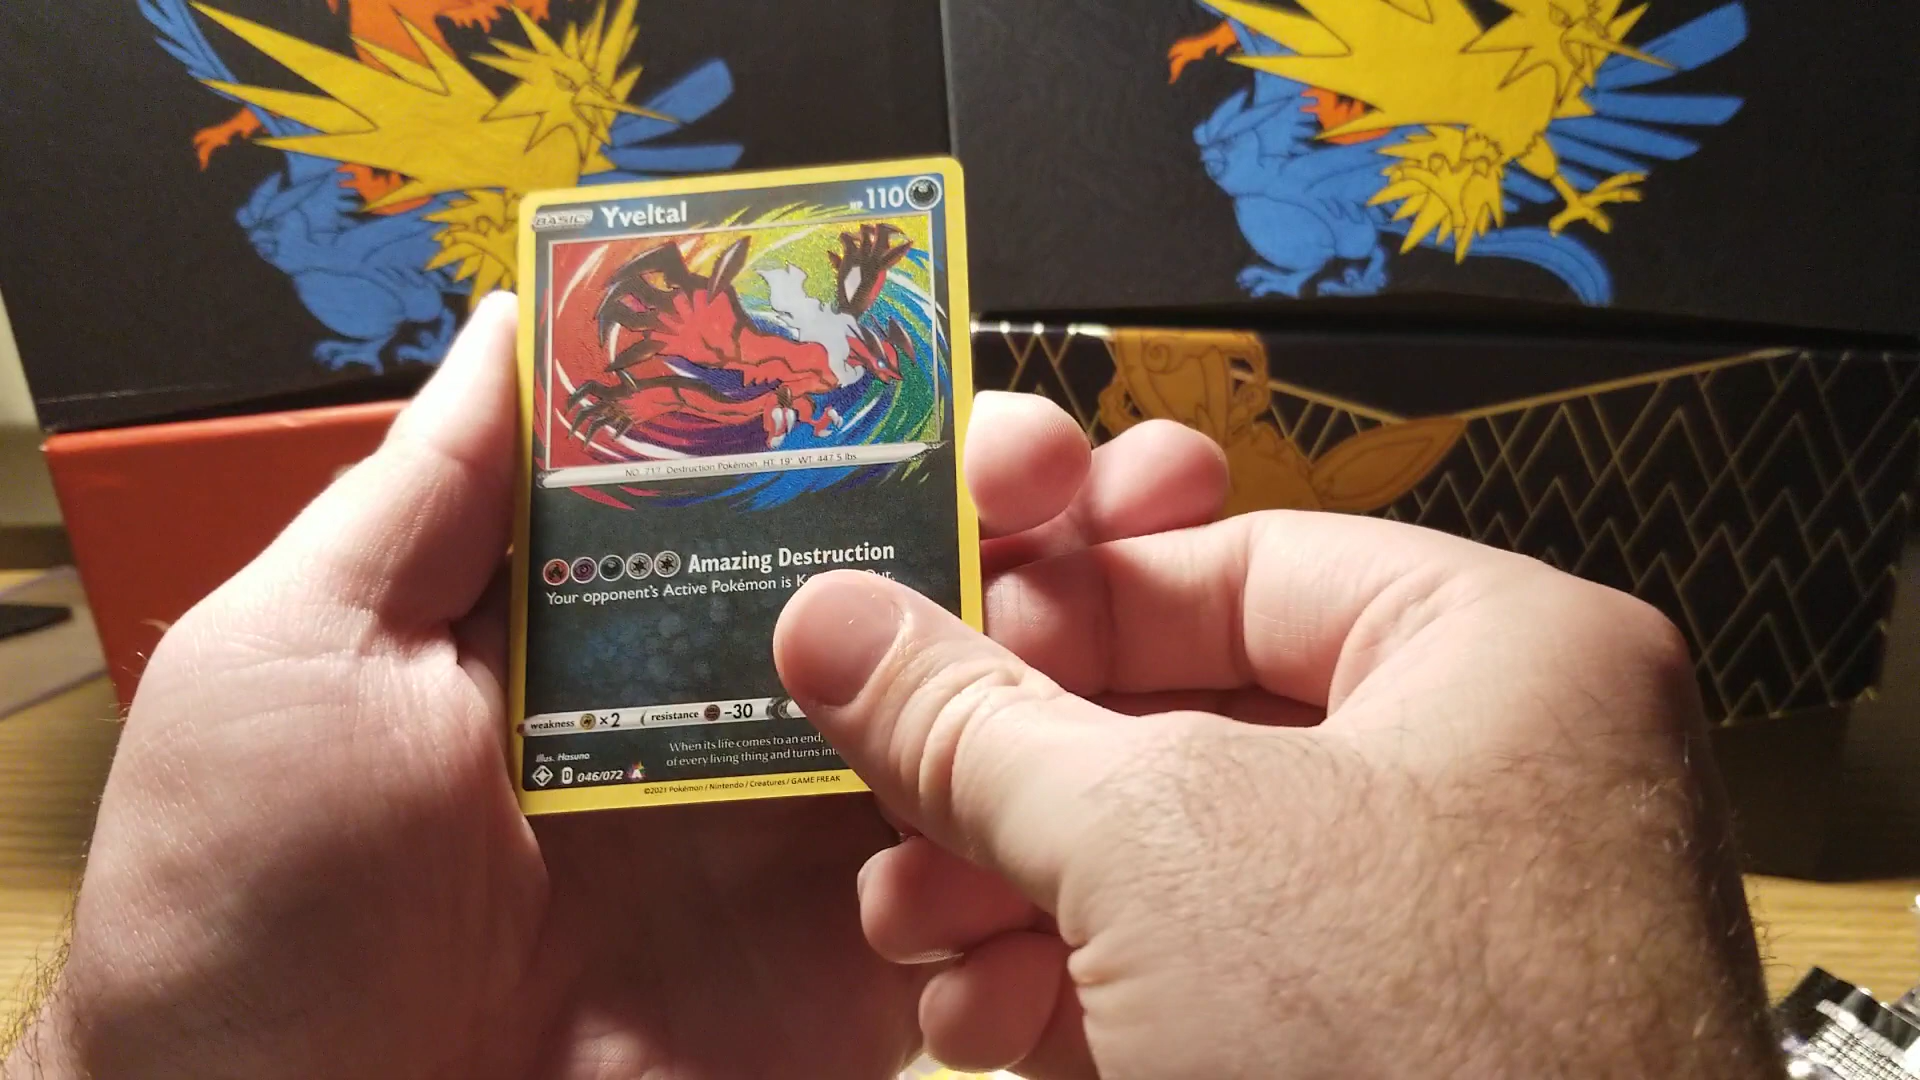 BASIC Yveltal HP 110
NO. 717 Destruction Pokémon HT: 19' WT: 447.5 lbs
Amazing Destruction
Your opponent's Active Pokémon is Out.
weakness ×2 resistance -30
When its life comes to an end,
of every living thing and turns
Illus. Hasuno
D 046/072 A
©2021 Pokémon / Nintendo / Creatures / GAME FREAK